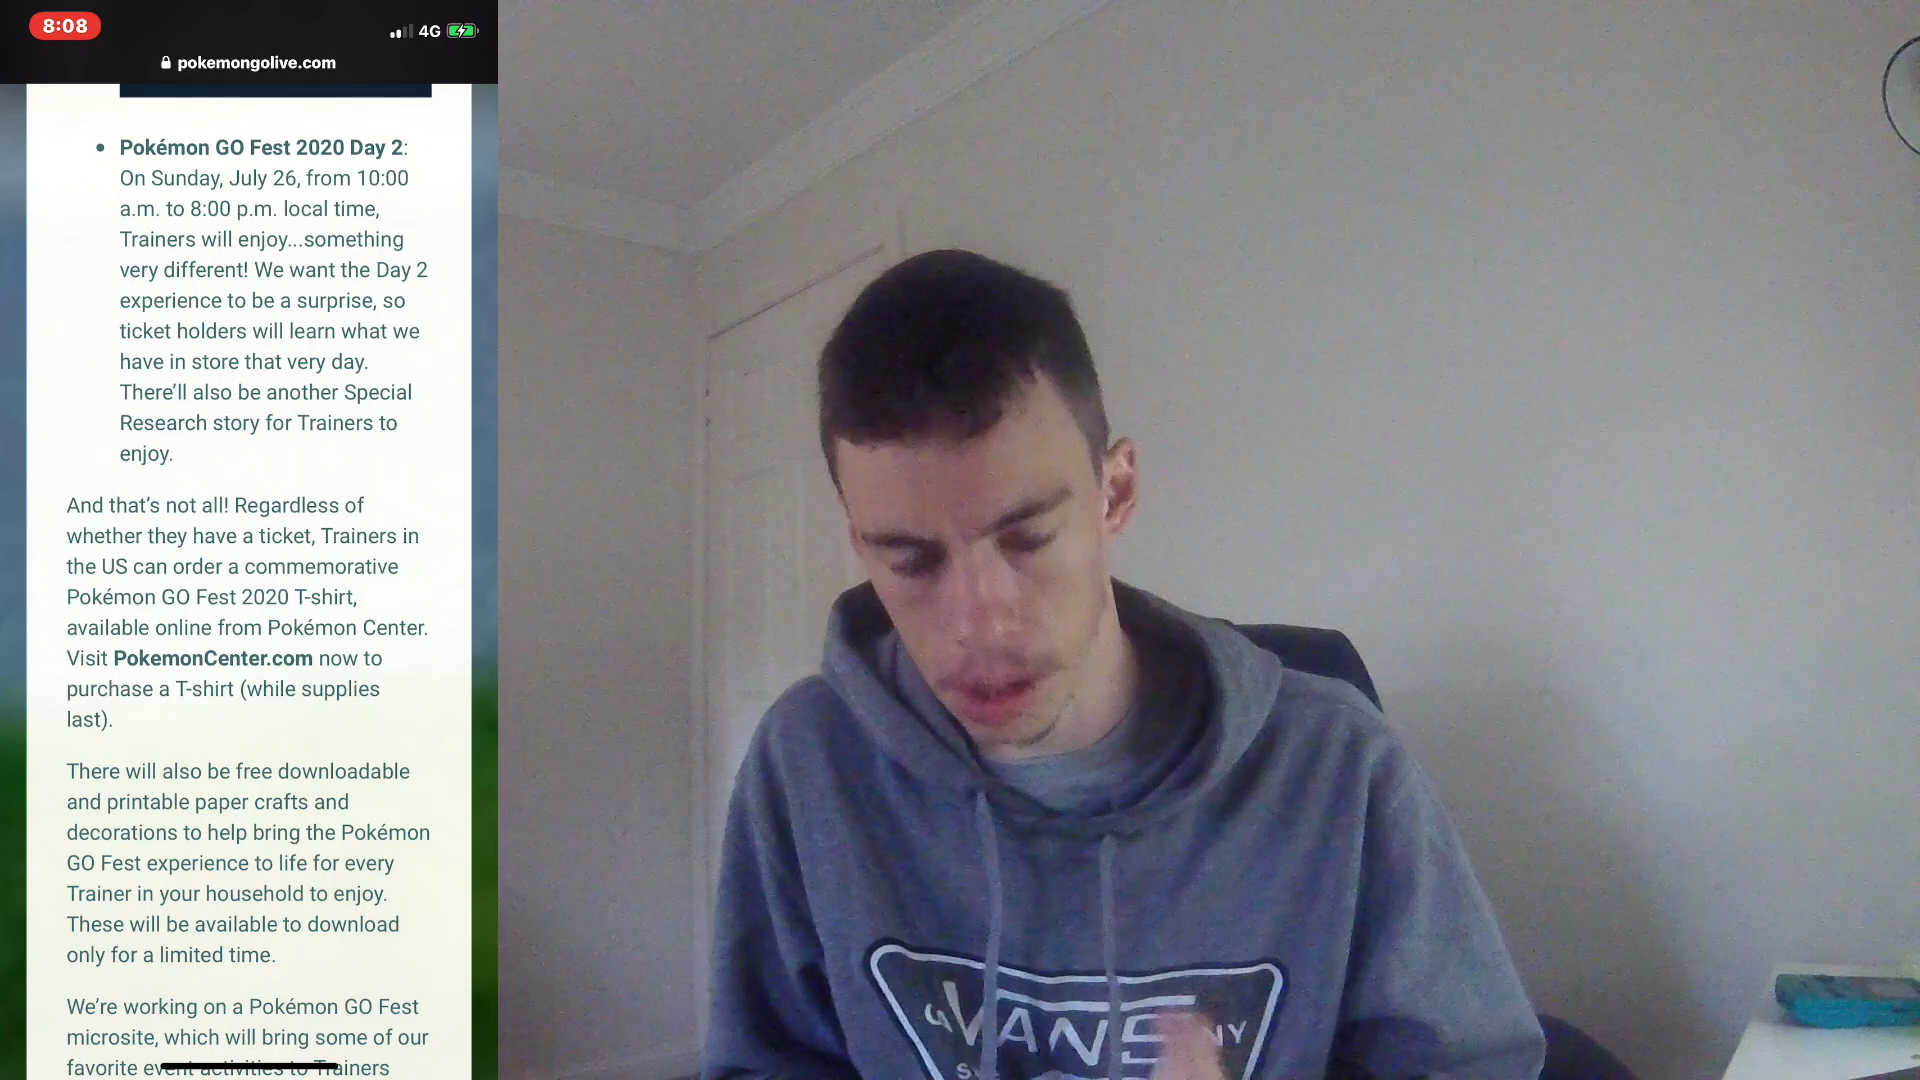 8:08
4G
pokemongolive.com
• Pokémon GO Fest 2020 Day 2:
On Sunday, July 26, from 10:00
a.m. to 8:00 p.m. local time,
Trainers will enjoy...something
very different! We want the Day 2
experience to be a surprise, so
ticket holders will learn what we
have in store that very day.
There’ll also be another Special
Research story for Trainers to
enjoy.
And that’s not all! Regardless of
whether they have a ticket, Trainers in
the US can order a commemorative
Pokémon GO Fest 2020 T-shirt,
available online from Pokémon Center.
Visit PokemonCenter.com now to
purchase a T-shirt (while supplies
last).
There will also be free downloadable
and printable paper crafts and
decorations to help bring the Pokémon
GO Fest experience to life for every
Trainer in your household to enjoy.
These will be available to download
only for a limited time.
We’re working on a Pokémon GO Fest
microsite, which will bring some of our
favorite event activities to Trainers
VANS
NY